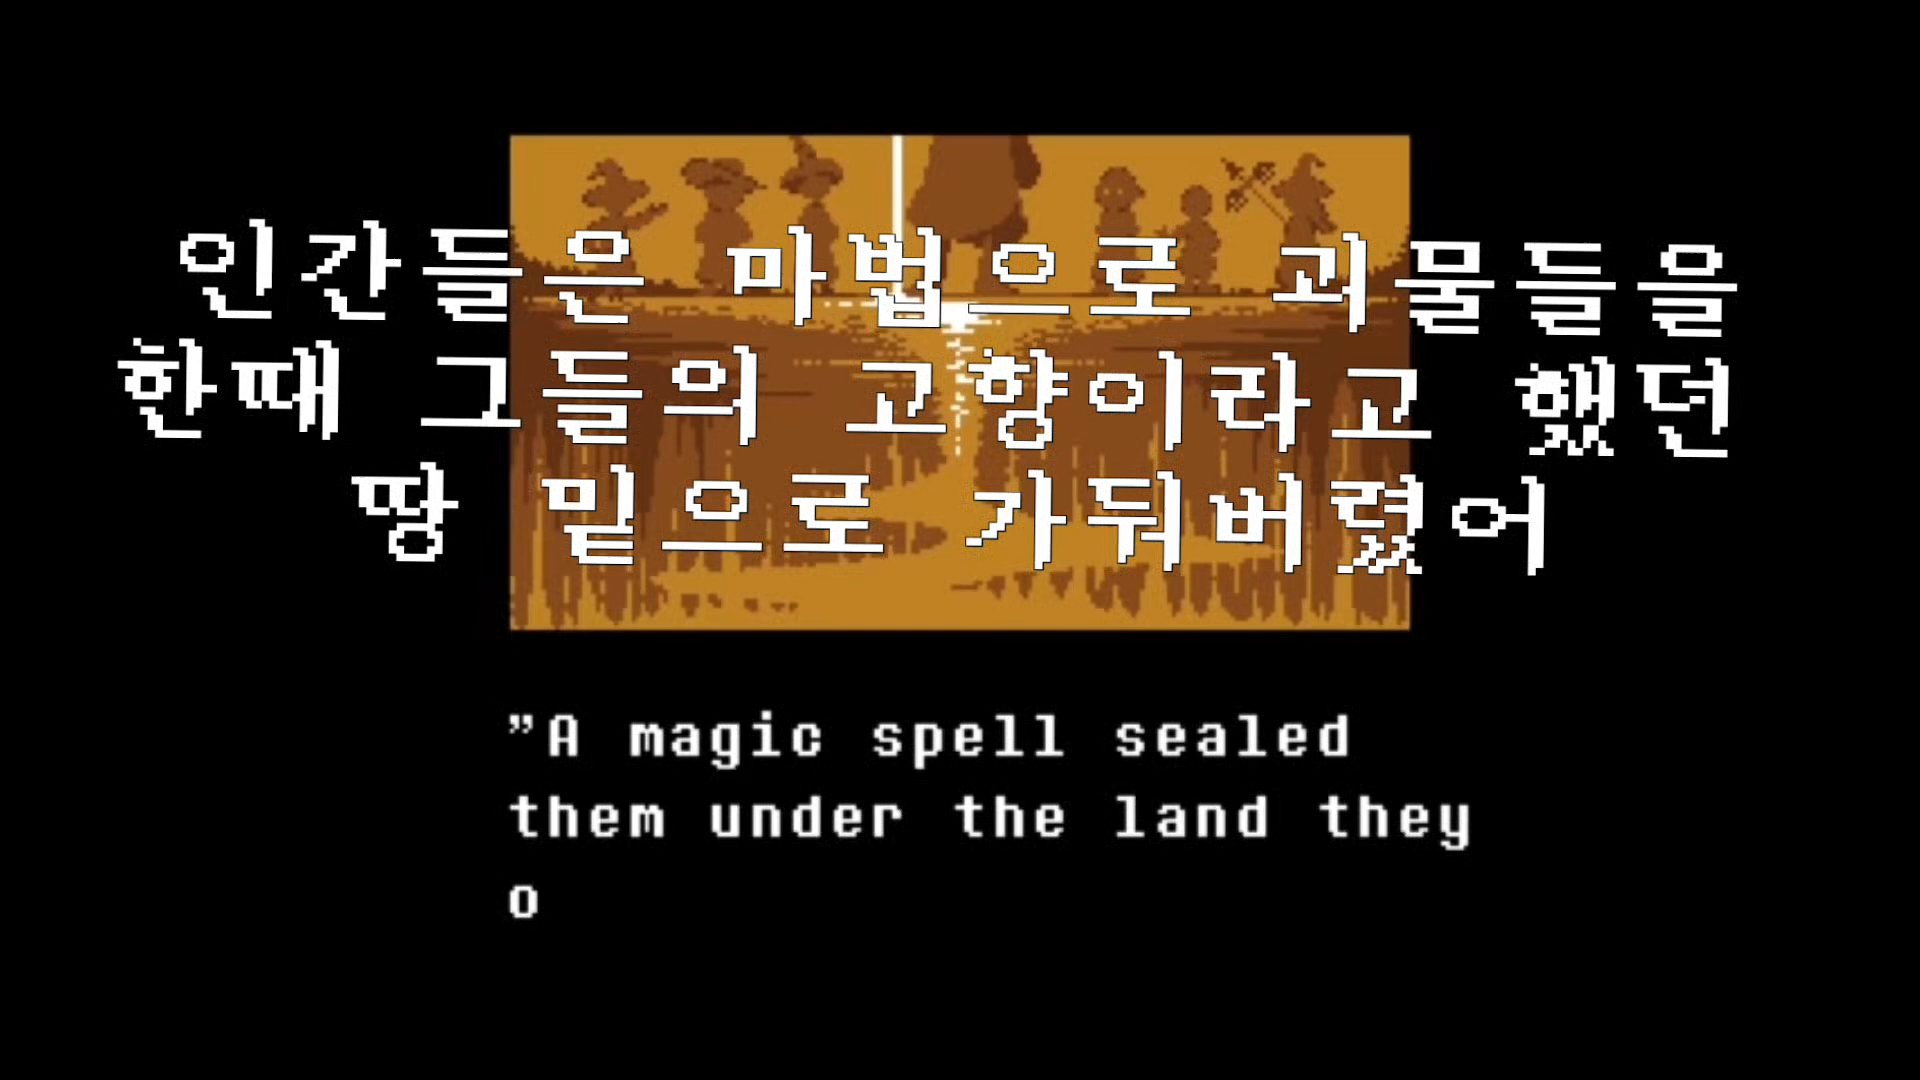 인간들은 마법으로 괴물들을
한때 그들의 고향이라고 했던
땅 밑으로 가둬버렸어
”A magic spell sealed
them under the land they
o